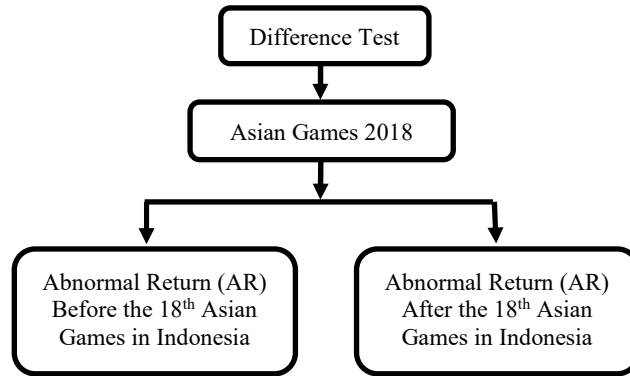 Difference Test
Asian Games 2018
Abnormal Return (AR)
Before the 18th Asian
Games in Indonesia
Abnormal Return (AR)
After the 18th Asian
Games in Indonesia